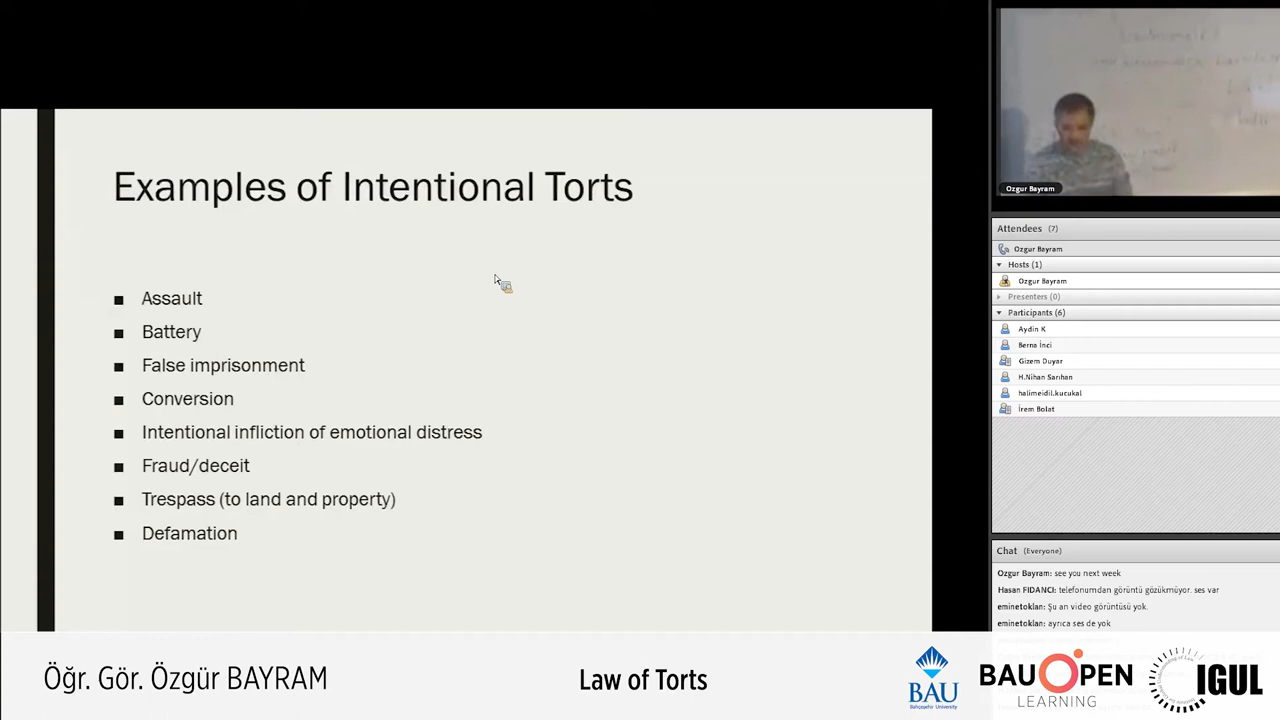 Examples of Intentional Torts
■ Assault
■ Battery
■ False imprisonment
■ Conversion
■ Intentional infliction of emotional distress
■ Fraud/deceit
■ Trespass (to land and property)
■ Defamation
Ozgur Bayram
Attendees (7)
Ozgur Bayram
Hosts (1)
Ozgur Bayram
Presenters (0)
Participants (6)
Aydin K
Berna İnci
Gizem Duyar
H.Nihan Sarıhan
halimeidil.kucukal
İrem Bolat
Chat (Everyone)
Ozgur Bayram: see you next week
Hasan FIDANCI: telefonumdan görüntü gözükmüyor. ses var
eminetoklan: Şu an video görüntüsü yok.
eminetoklan: ayrıca ses de yok
Öğr. Gör. Özgür BAYRAM
Law of Torts
BAU
Bahçeşehir University
BAU OPEN
LEARNING
IGUL